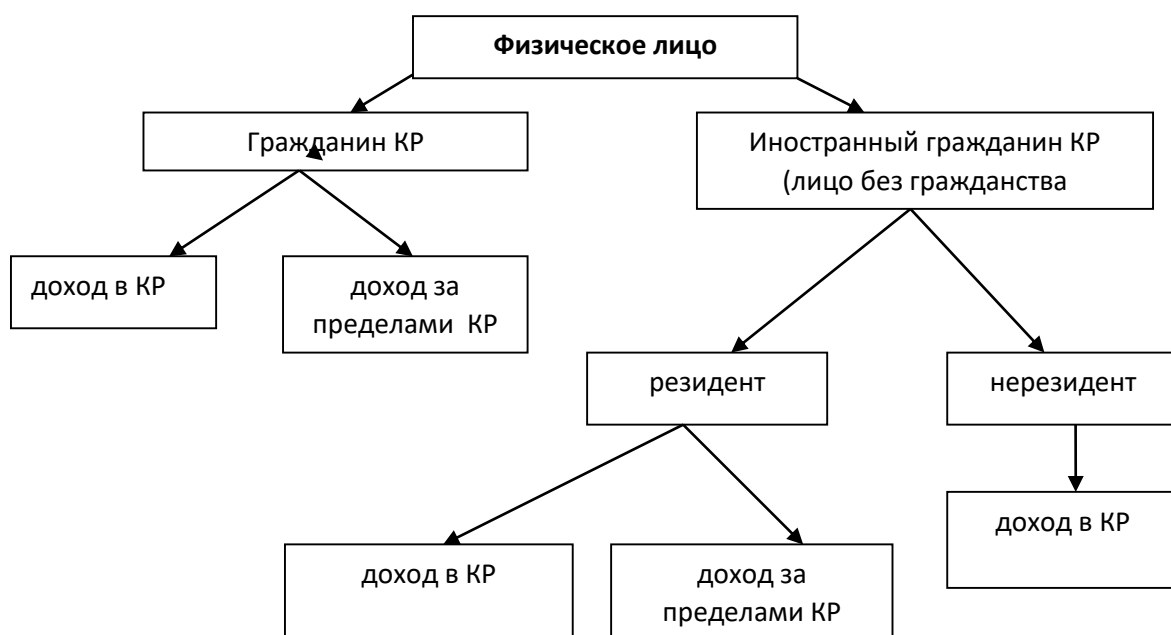 Физическое лицо
Гражданин КР
Иностранный гражданин КР
(лицо без гражданства
доход в КР
доход за
пределами КР
резидент
нерезидент
доход в КР
доход за
пределами КР
доход в КР